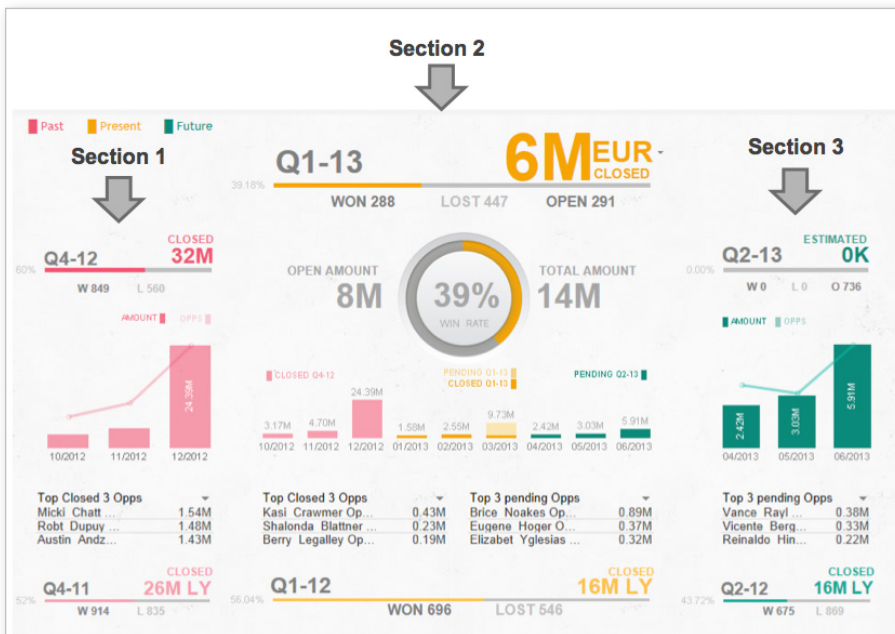 Section 2
Past Present Future
Section 1
Q1-13
6M EUR CLOSED
Section 3
39.18%
WON 288 LOST 447 OPEN 291
CLOSED
Q4-12 32M
60%
W 849 L 560
AMOUNT OPPS
24.39M
10/2012 11/2012 12/2012
OPEN AMOUNT
8M
39%
WIN RATE
TOTAL AMOUNT
14M
CLOSED Q4-12
PENDING Q1-13
CLOSED Q1-13
PENDING Q2-13
3.17M 4.70M 24.39M 1.58M 2.55M 9.73M 2.42M 3.03M 5.91M
10/2012 11/2012 12/2012 01/2013 02/2013 03/2013 04/2013 05/2013 06/2013
ESTIMATED
Q2-13 0K
0.00%
W 0 L 0 O 736
AMOUNT OPPS
2.42M 3.03M 5.91M
04/2013 05/2013 06/2013
Top Closed 3 Opps
Micki Chatt ... 1.54M
Robt Dupuy ... 1.48M
Austin Andz... 1.43M
Top Closed 3 Opps
Kasi Crawmer Op... 0.43M
Shalonda Blattner ... 0.23M
Berry Legalley Op... 0.19M
Top 3 pending Opps
Brice Noakes Op... 0.89M
Eugene Hoger O... 0.37M
Elizabet Yglesias ... 0.32M
Top 3 pending Opps
Vance Rayl ... 0.38M
Vicente Berg... 0.33M
Reinaldo Hin... 0.22M
CLOSED
Q4-11 26M LY
52%
W 914 L 835
CLOSED
Q1-12 16M LY
56.04%
WON 696 LOST 546
CLOSED
Q2-12 16M LY
43.72%
W 675 L 869